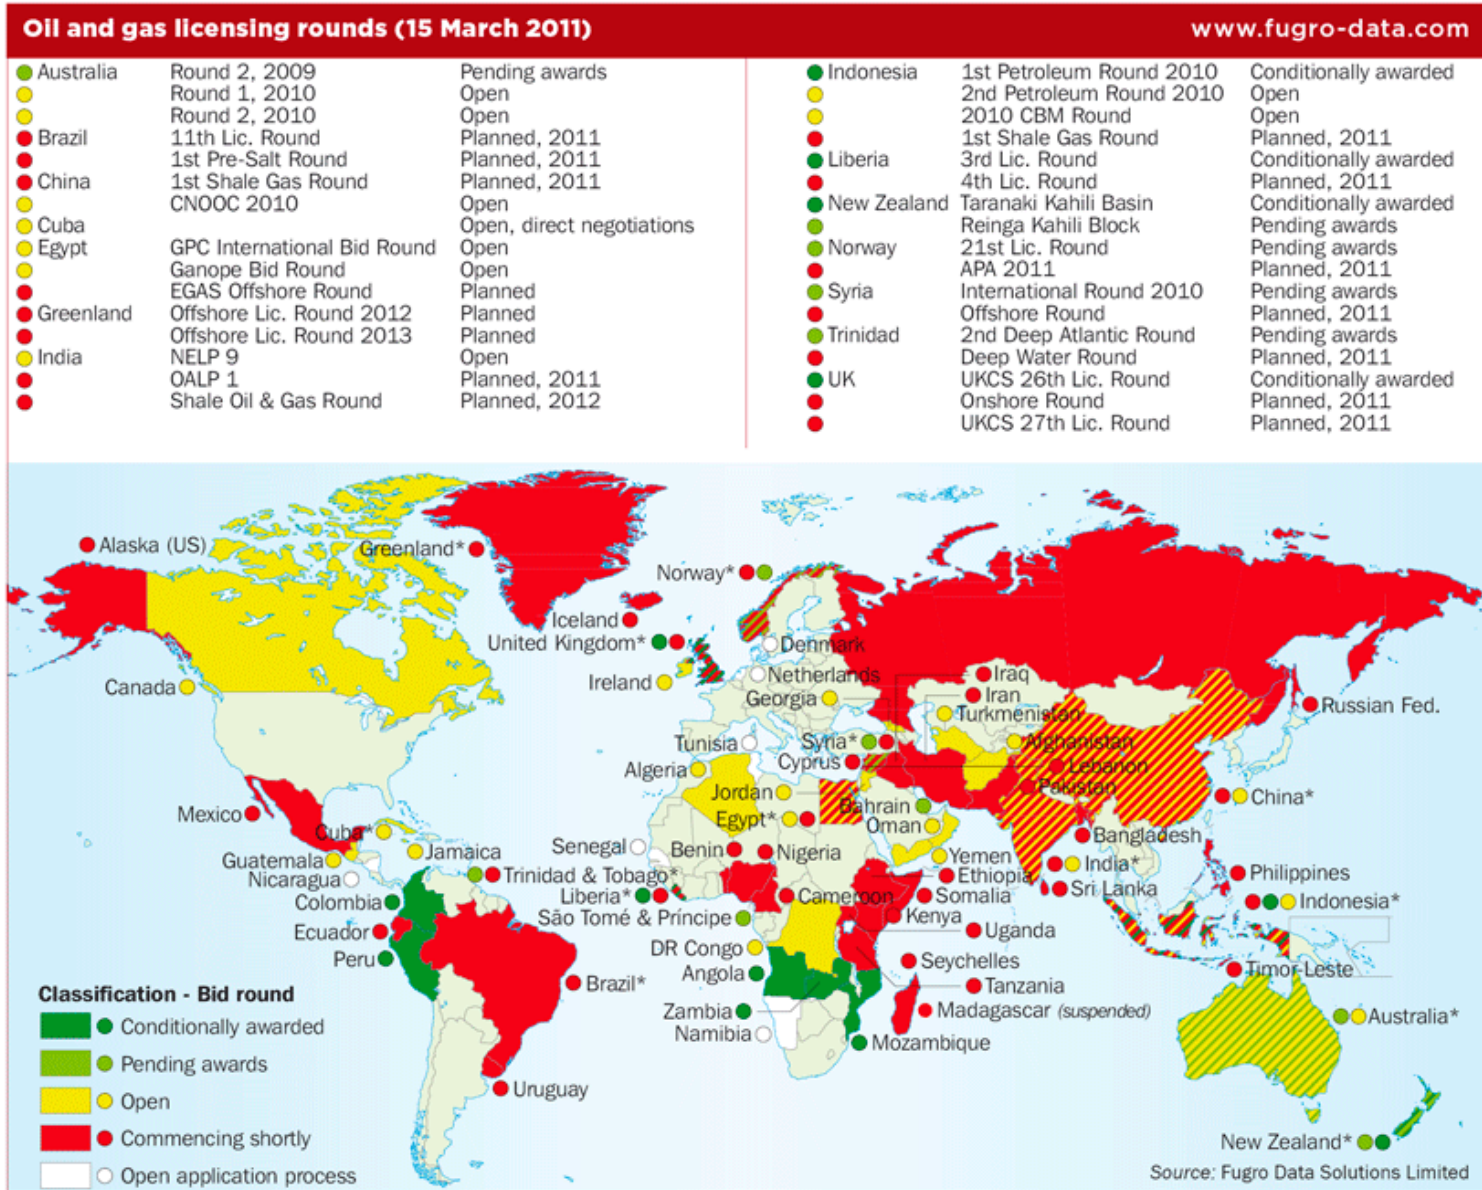 Oil and gas licensing rounds (15 March 2011)
www.fugro-data.com
Australia Round 2, 2009 Pending awards
Round 1, 2010 Open
Round 2, 2010 Open
Brazil 11th Lic. Round Planned, 2011
1st Pre-Salt Round Planned, 2011
China 1st Shale Gas Round Planned, 2011
CNOOC 2010 Open
Cuba Open, direct negotiations
Egypt GPC International Bid Round Open
Ganope Bid Round Open
EGAS Offshore Round Planned
Greenland Offshore Lic. Round 2012 Planned
Offshore Lic. Round 2013 Planned
India NELP 9 Open
OALP 1 Planned, 2011
Shale Oil & Gas Round Planned, 2012
Indonesia 1st Petroleum Round 2010 Conditionally awarded
2nd Petroleum Round 2010 Open
2010 CBM Round Open
1st Shale Gas Round Planned, 2011
Liberia 3rd Lic. Round Conditionally awarded
4th Lic. Round Planned, 2011
New Zealand Taranaki Kahili Basin Conditionally awarded
Reinga Kahili Block Pending awards
Norway 21st Lic. Round Pending awards
APA 2011 Planned, 2011
Syria International Round 2010 Pending awards
Offshore Round Planned, 2011
Trinidad 2nd Deep Atlantic Round Pending awards
Deep Water Round Planned, 2011
UK UKCS 26th Lic. Round Conditionally awarded
Onshore Round Planned, 2011
UKCS 27th Lic. Round Planned, 2011
Alaska (US)
Greenland*
Norway*
Iceland
United Kingdom*
Denmark
Ireland
Netherlands
Iraq
Canada
Georgia
Iran
Turkmenistan
Russian Fed.
Tunisia
Syria*
Afghanistan
Cyprus
Lebanon
Algeria
Pakistan
Jordan
Bahrain
China*
Mexico
Egypt*
Oman
Cuba*
Bangladesh
Senegal
Benin
Nigeria
Jamaica
Guatemala
Yemen
India*
Nicaragua
Trinidad & Tobago*
Ethiopia
Philippines
Liberia*
Cameroon
Somalia
Sri Lanka
Colombia
Indonesia*
São Tomé & Príncipe
Kenya
Ecuador
Uganda
DR Congo
Peru
Seychelles
Angola
Timor-Leste
Brazil*
Tanzania
Zambia
Madagascar (suspended)
Australia*
Namibia
Mozambique
Uruguay
New Zealand*
Classification - Bid round
Conditionally awarded
Pending awards
Open
Commencing shortly
Open application process
Source: Fugro Data Solutions Limited